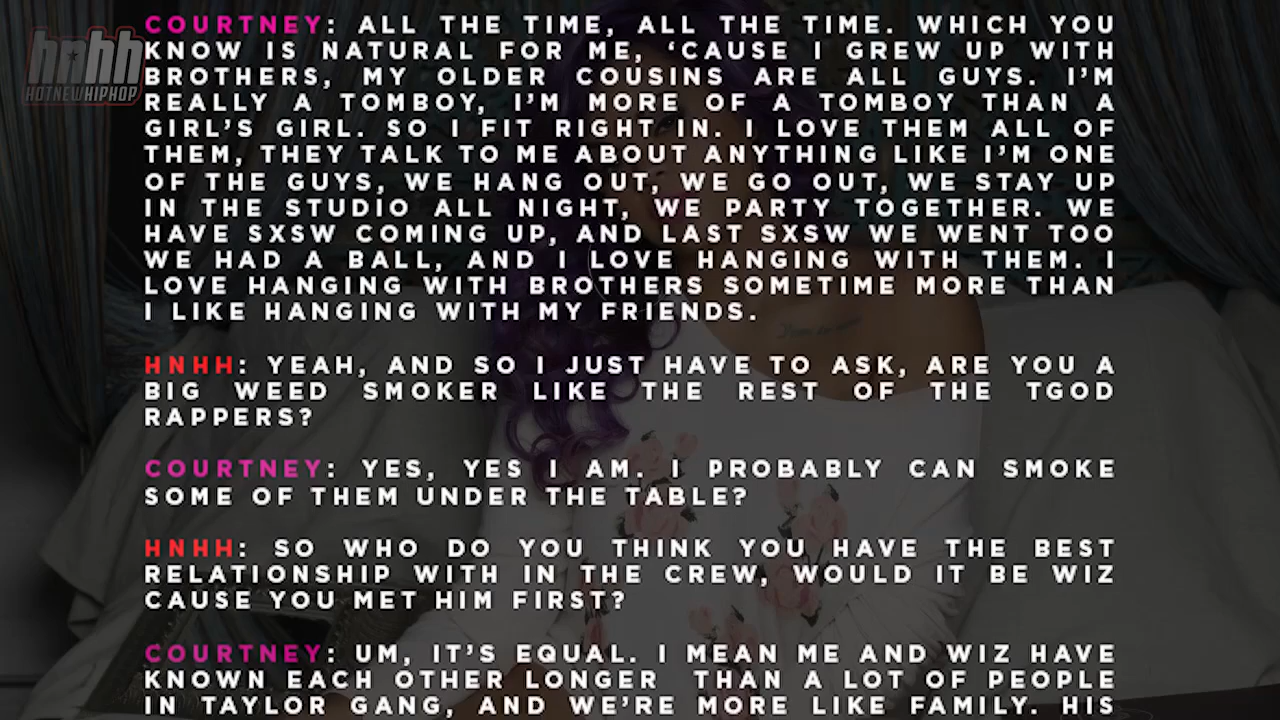 hnhh
HOTNEWHIPHOP
COURTNEY: ALL THE TIME, ALL THE TIME. WHICH YOU
KNOW IS NATURAL FOR ME, ‘CAUSE I GREW UP WITH
BROTHERS, MY OLDER COUSINS ARE ALL GUYS. I’M
REALLY A TOMBOY, I’M MORE OF A TOMBOY THAN A
GIRL’S GIRL. SO I FIT RIGHT IN. I LOVE THEM ALL OF
THEM, THEY TALK TO ME ABOUT ANYTHING LIKE I’M ONE
OF THE GUYS, WE HANG OUT, WE GO OUT, WE STAY UP
IN THE STUDIO ALL NIGHT, WE PARTY TOGETHER. WE
HAVE SXSW COMING UP, AND LAST SXSW WE WENT TOO
WE HAD A BALL, AND I LOVE HANGING WITH THEM. I
LOVE HANGING WITH BROTHERS SOMETIME MORE THAN
I LIKE HANGING WITH MY FRIENDS.
HNHH: YEAH, AND SO I JUST HAVE TO ASK, ARE YOU A
BIG WEED SMOKER LIKE THE REST OF THE TGOD
RAPPERS?
COURTNEY: YES, YES I AM. I PROBABLY CAN SMOKE
SOME OF THEM UNDER THE TABLE?
HNHH: SO WHO DO YOU THINK YOU HAVE THE BEST
RELATIONSHIP WITH IN THE CREW, WOULD IT BE WIZ
CAUSE YOU MET HIM FIRST?
COURTNEY: UM, IT’S EQUAL. I MEAN ME AND WIZ HAVE
KNOWN EACH OTHER LONGER THAN A LOT OF PEOPLE
IN TAYLOR GANG, AND WE’RE MORE LIKE FAMILY. HIS